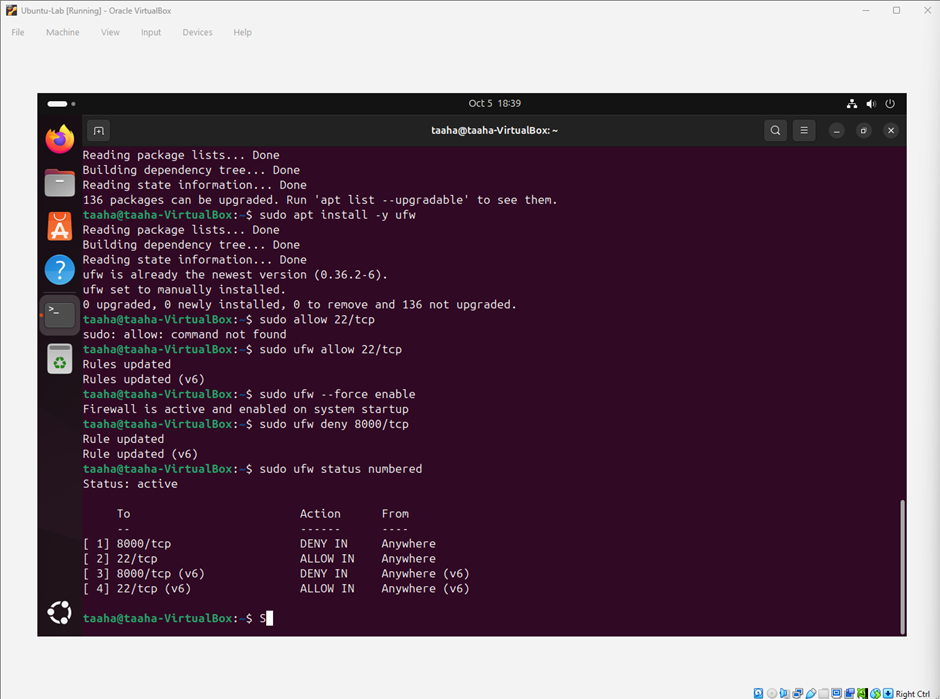 Ubuntu-Lab [Running] - Oracle VirtualBox
File Machine View Input Devices Help
Oct 5 18:39
taaha@taaha-VirtualBox: ~
Reading package lists... Done
Building dependency tree... Done
Reading state information... Done
136 packages can be upgraded. Run 'apt list --upgradable' to see them.
taaha@taaha-VirtualBox:~$ sudo apt install -y ufw
Reading package lists... Done
Building dependency tree... Done
Reading state information... Done
ufw is already the newest version (0.36.2-6).
ufw set to manually installed.
0 upgraded, 0 newly installed, 0 to remove and 136 not upgraded.
taaha@taaha-VirtualBox:~$ sudo allow 22/tcp
sudo: allow: command not found
taaha@taaha-VirtualBox:~$ sudo ufw allow 22/tcp
Rules updated
Rules updated (v6)
taaha@taaha-VirtualBox:~$ sudo ufw --force enable
Firewall is active and enabled on system startup
taaha@taaha-VirtualBox:~$ sudo ufw deny 8000/tcp
Rule updated
Rule updated (v6)
taaha@taaha-VirtualBox:~$ sudo ufw status numbered
Status: active
To Action From
-- ------ ----
[ 1] 8000/tcp DENY IN Anywhere
[ 2] 22/tcp ALLOW IN Anywhere
[ 3] 8000/tcp (v6) DENY IN Anywhere (v6)
[ 4] 22/tcp (v6) ALLOW IN Anywhere (v6)
taaha@taaha-VirtualBox:~$ S
Right Ctrl